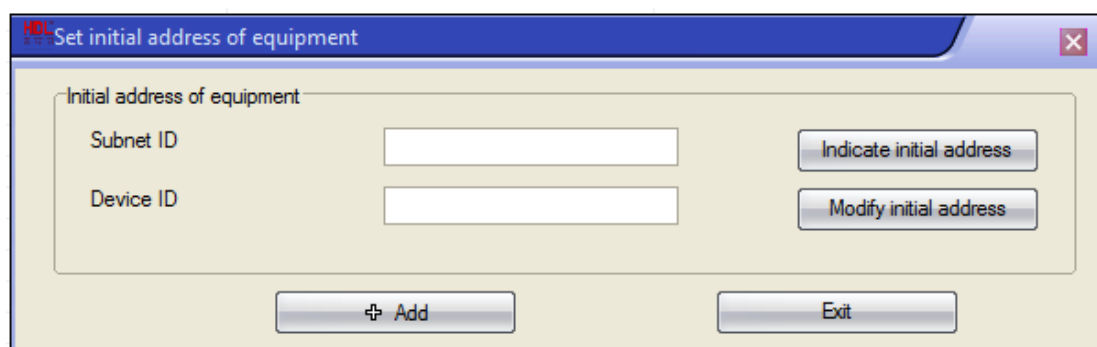 HDL Set initial address of equipment
Initial address of equipment
Subnet ID
Indicate initial address
Device ID
Modify initial address
Add
Exit